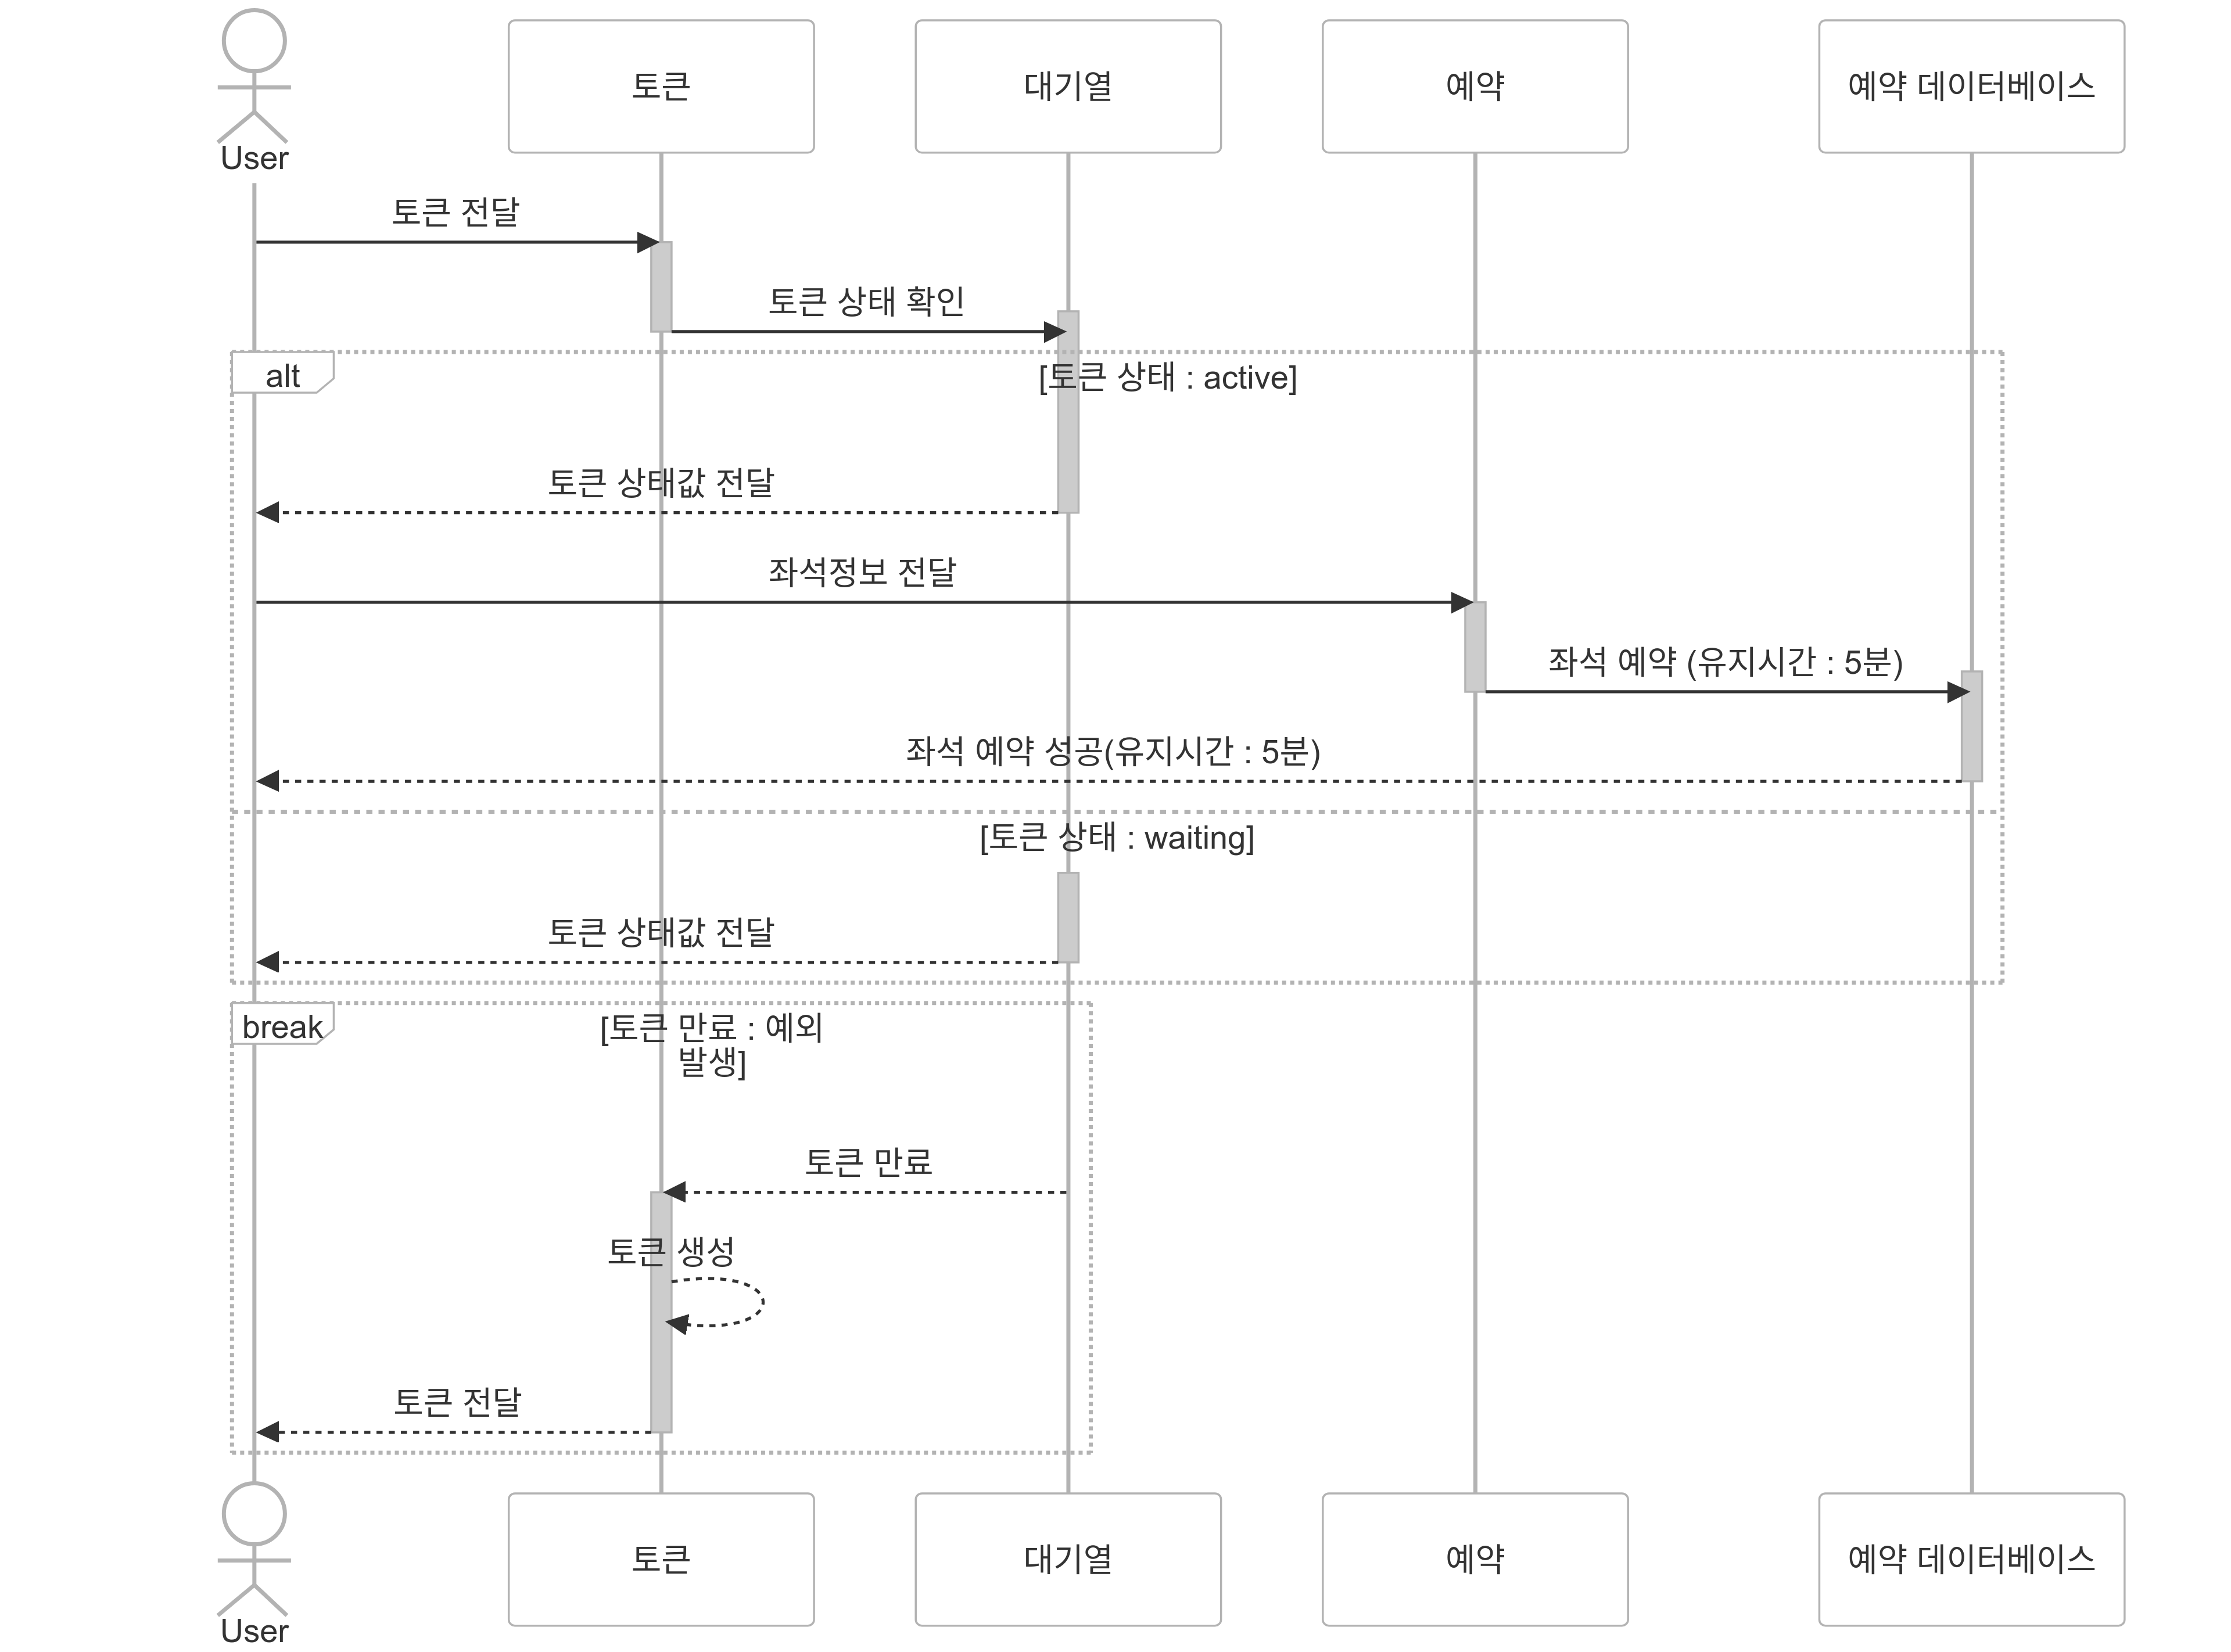 User
토큰
대기열
예약
예약 데이터베이스
토큰 전달
토큰 상태 확인
alt
[토큰 상태 : active]
토큰 상태값 전달
좌석정보 전달
좌석 예약 (유지시간 : 5분)
좌석 예약 성공(유지시간 : 5분)
[토큰 상태 : waiting]
토큰 상태값 전달
break
[토큰 만료 : 예외
발생]
토큰 만료
토큰 생성
토큰 전달
User
토큰
대기열
예약
예약 데이터베이스